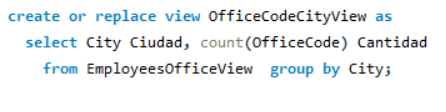 create or replace view OfficeCodeCityView as
select City Ciudad, count(OfficeCode) Cantidad
from EmployeesOfficeView group by City;